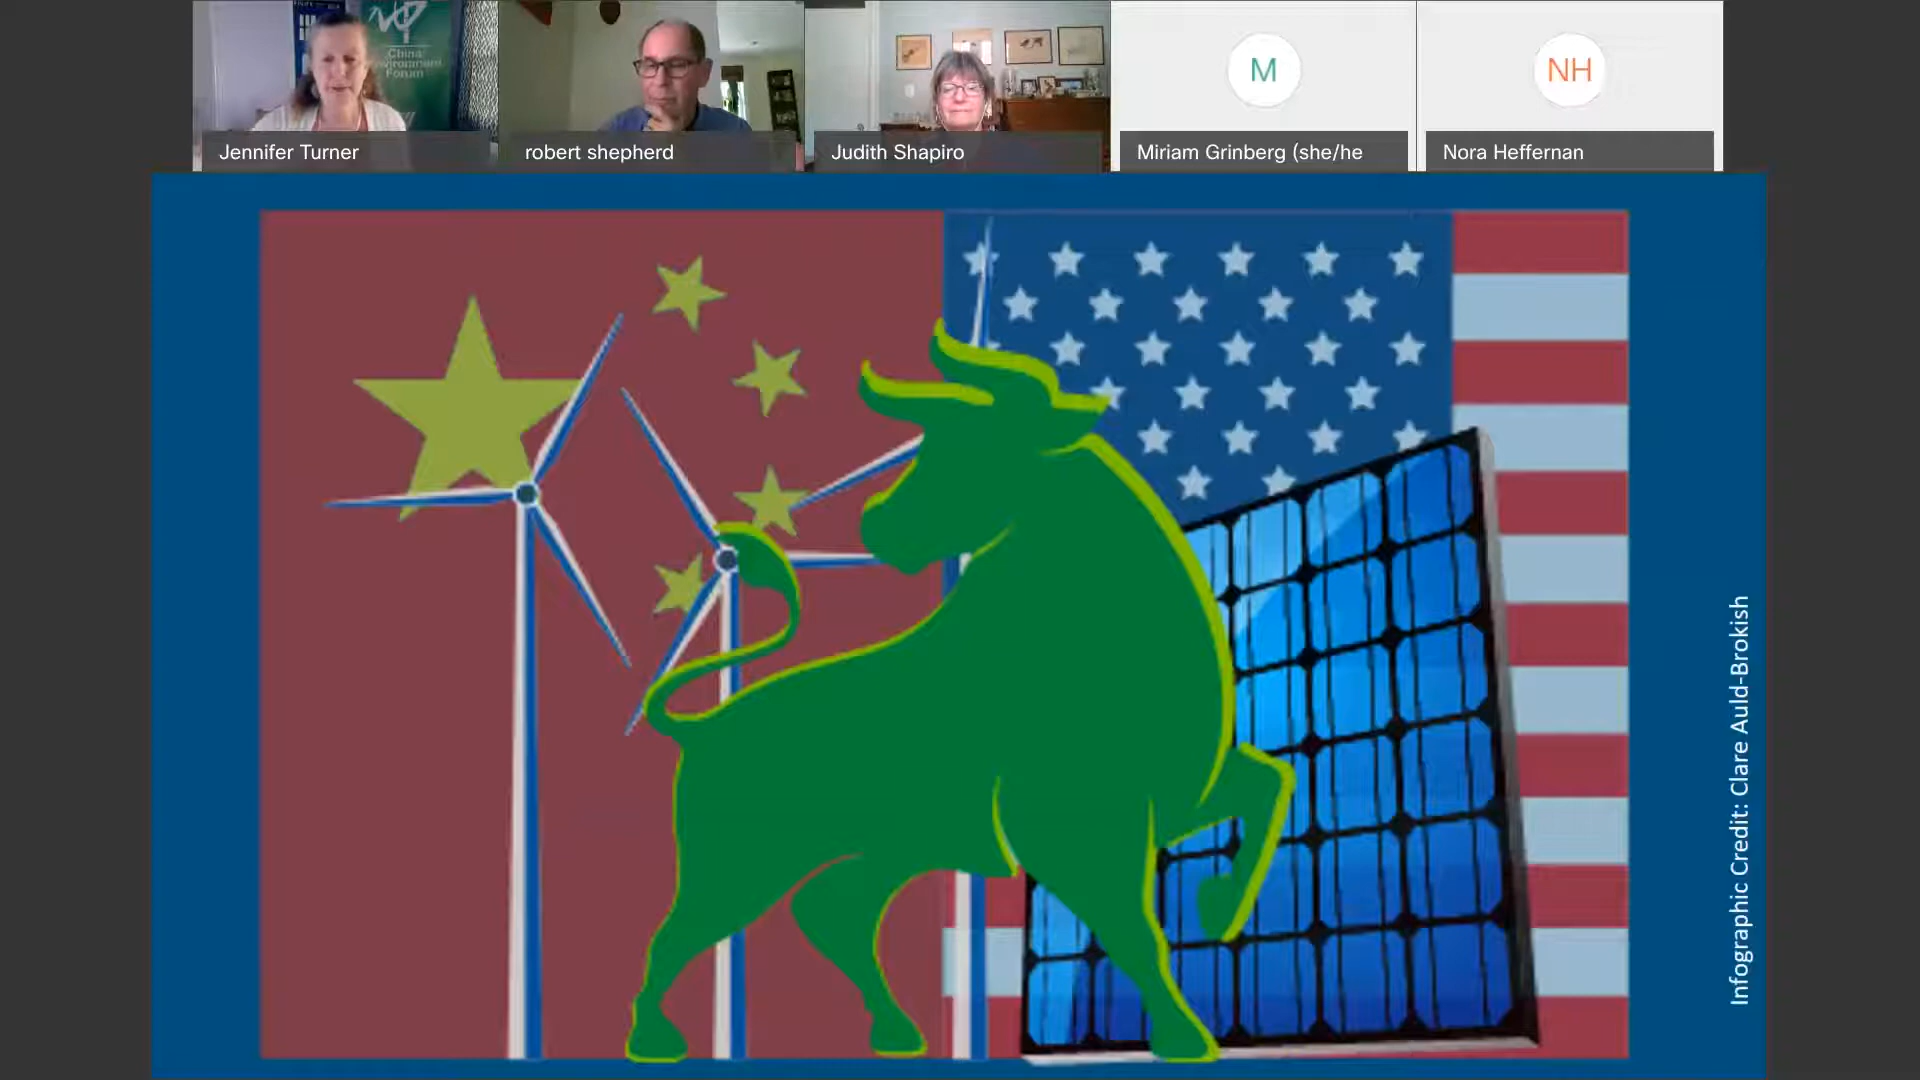 China
Environment
Forum
M
NH
Jennifer Turner
robert shepherd
Judith Shapiro
Miriam Grinberg (she/he
Nora Heffernan
Infographic Credit: Clare Auld-Brokish